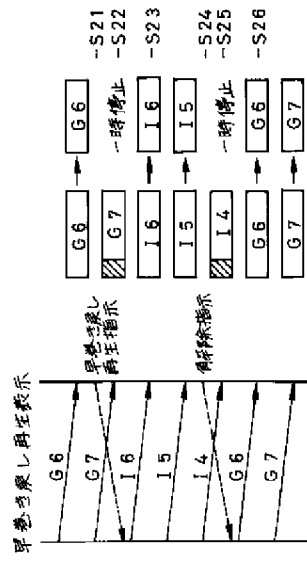 早巻き戻し再生表示
G6
G7
I6
I5
I4
G6
G7
早巻き戻し
再生指示
解除指示
G6 G6 -S21
G7 一時停止 -S22
I6 I6 -S23
I5 I5
I4 一時停止 -S24
-S25
G6 G6 -S26
G7 G7